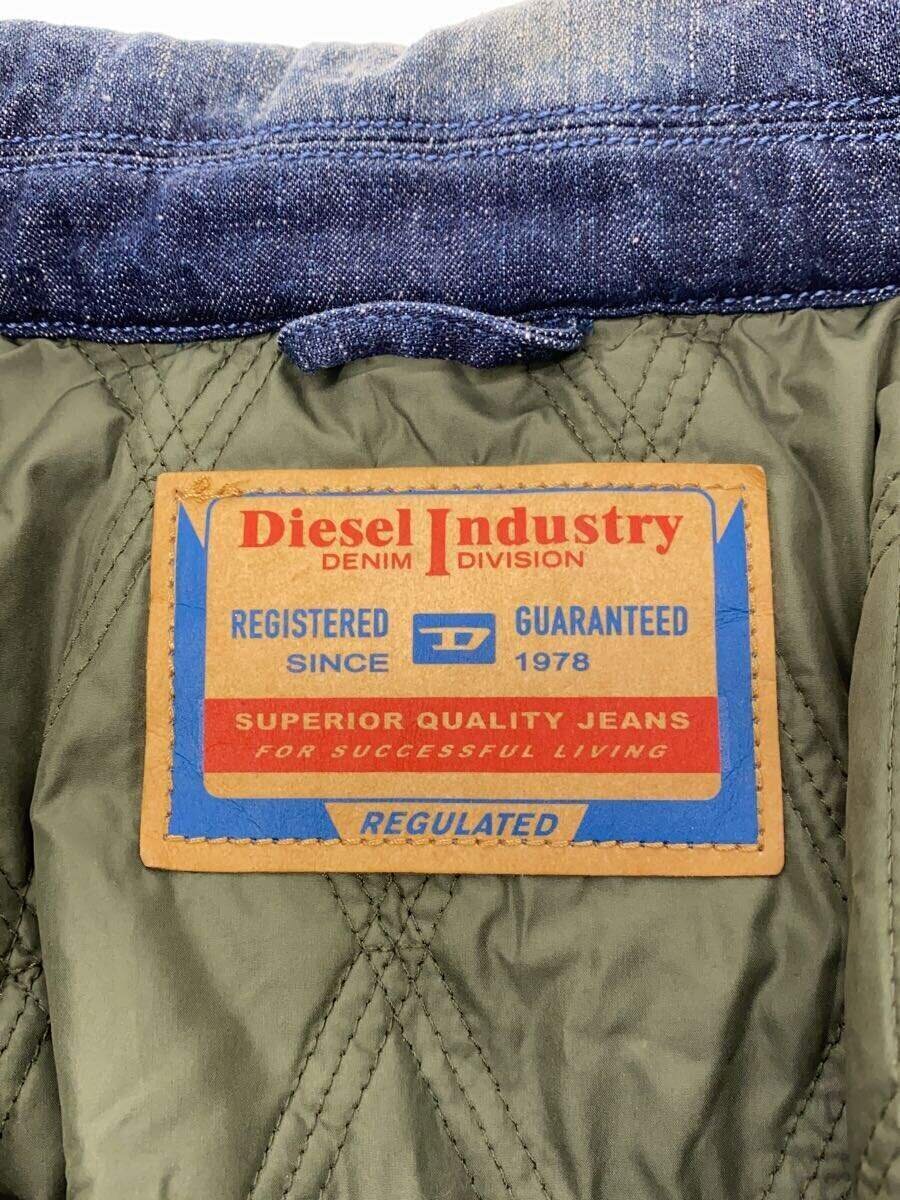 Diesel Industry
DENIM DIVISION
REGISTERED D GUARANTEED
SINCE 1978
SUPERIOR QUALITY JEANS
FOR SUCCESSFUL LIVING
REGULATED